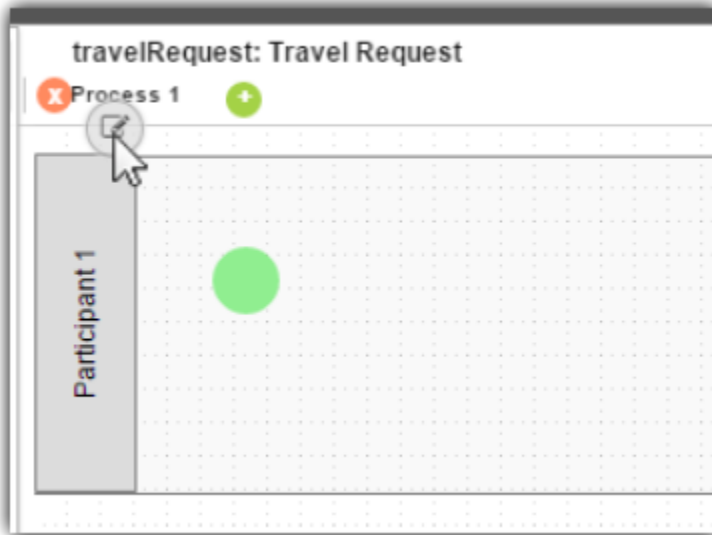 travelRequest: Travel Request
x Process 1 +
Participant 1